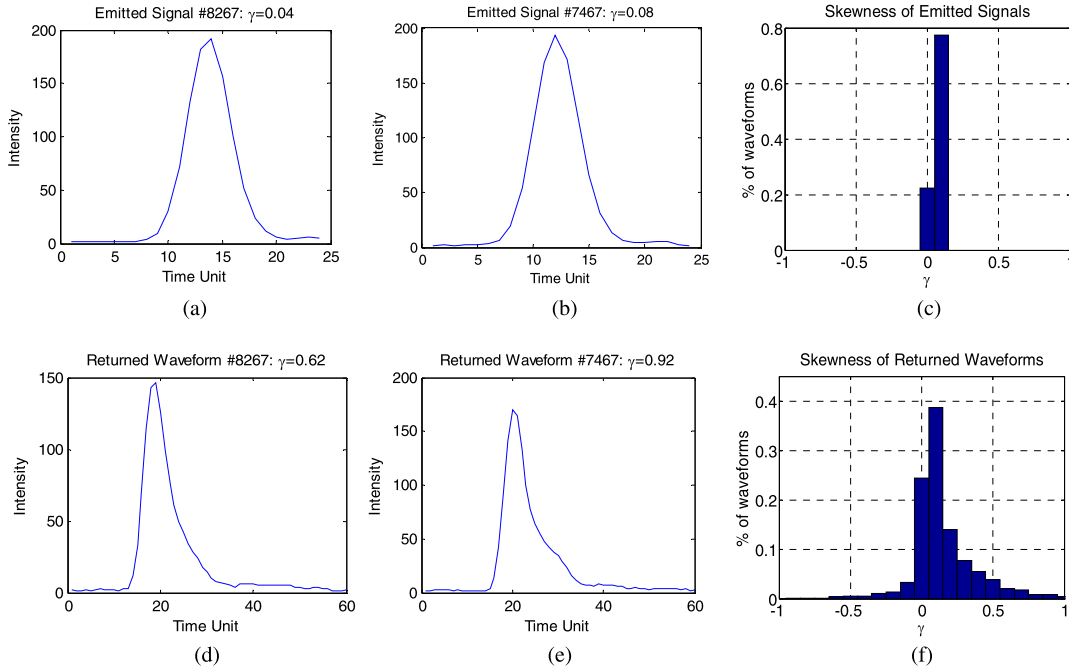 Emitted Signal #8267: γ=0.04
200
150
100
50
0
0 5 10 15 20 25
Intensity
Time Unit
(a)
Emitted Signal #7467: γ=0.08
200
150
100
50
0
0 5 10 15 20 25
Intensity
Time Unit
(b)
Skewness of Emitted Signals
0.8
0.6
0.4
0.2
0
-1 -0.5 0 0.5 1
% of waveforms
γ
(c)
Returned Waveform #8267: γ=0.62
150
100
50
0
0 20 40 60
Intensity
Time Unit
(d)
Returned Waveform #7467: γ=0.92
200
150
100
50
0
0 20 40 60
Intensity
Time Unit
(e)
Skewness of Returned Waveforms
0.4
0.3
0.2
0.1
0
-1 -0.5 0 0.5 1
% of waveforms
γ
(f)